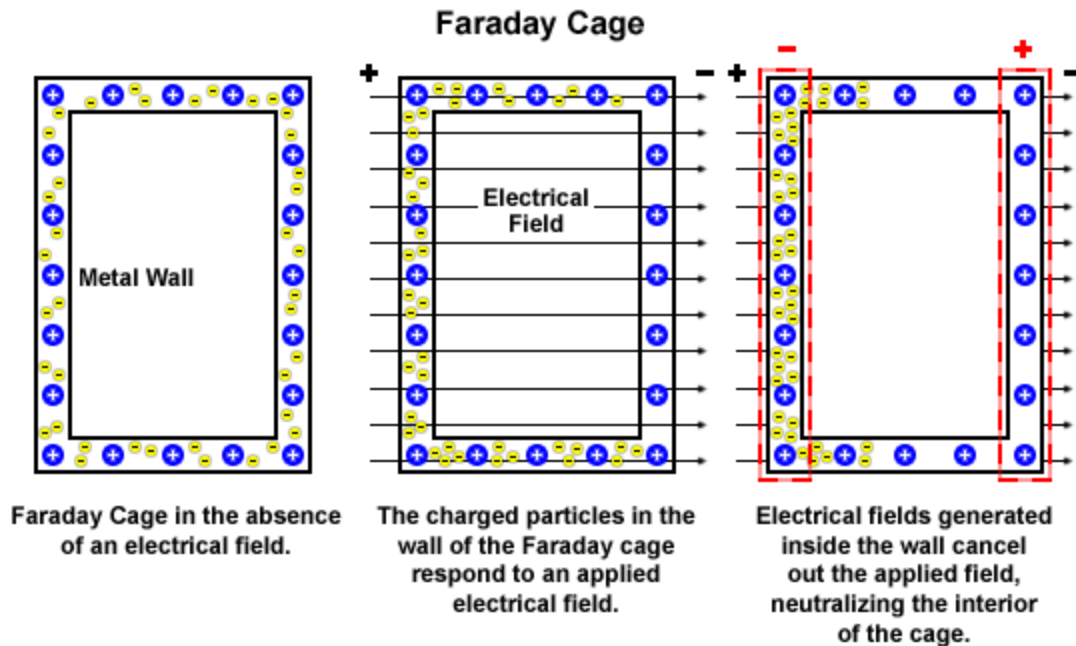 Faraday Cage
Metal Wall
Faraday Cage in the absence
of an electrical field.
+ −
Electrical
Field
The charged particles in the
wall of the Faraday cage
respond to an applied
electrical field.
− +
+ −
Electrical fields generated
inside the wall cancel
out the applied field,
neutralizing the interior
of the cage.